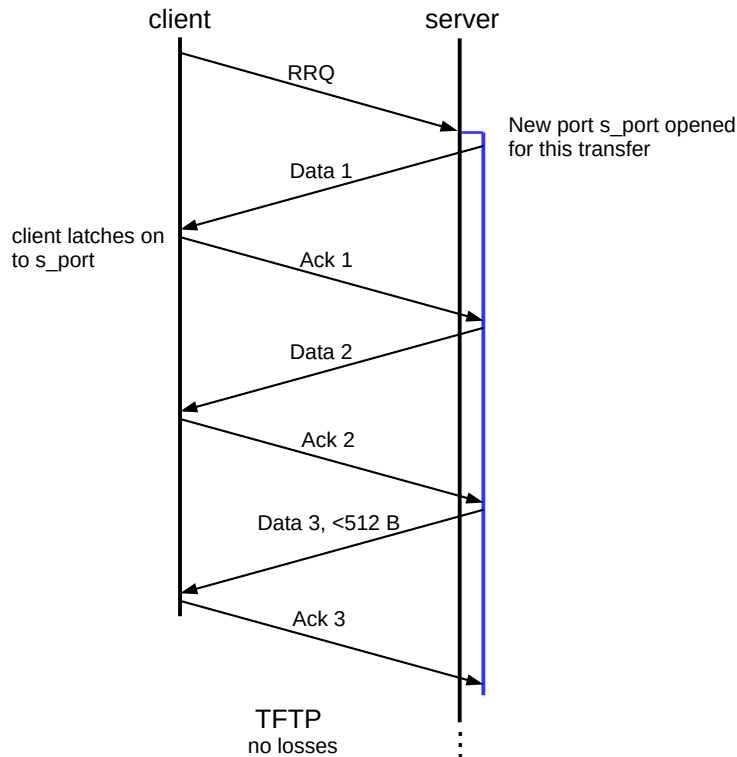 client
server
RRQ
New port s_port opened
for this transfer
Data 1
client latches on
to s_port
Ack 1
Data 2
Ack 2
Data 3, <512 B
Ack 3
TFTP
no losses